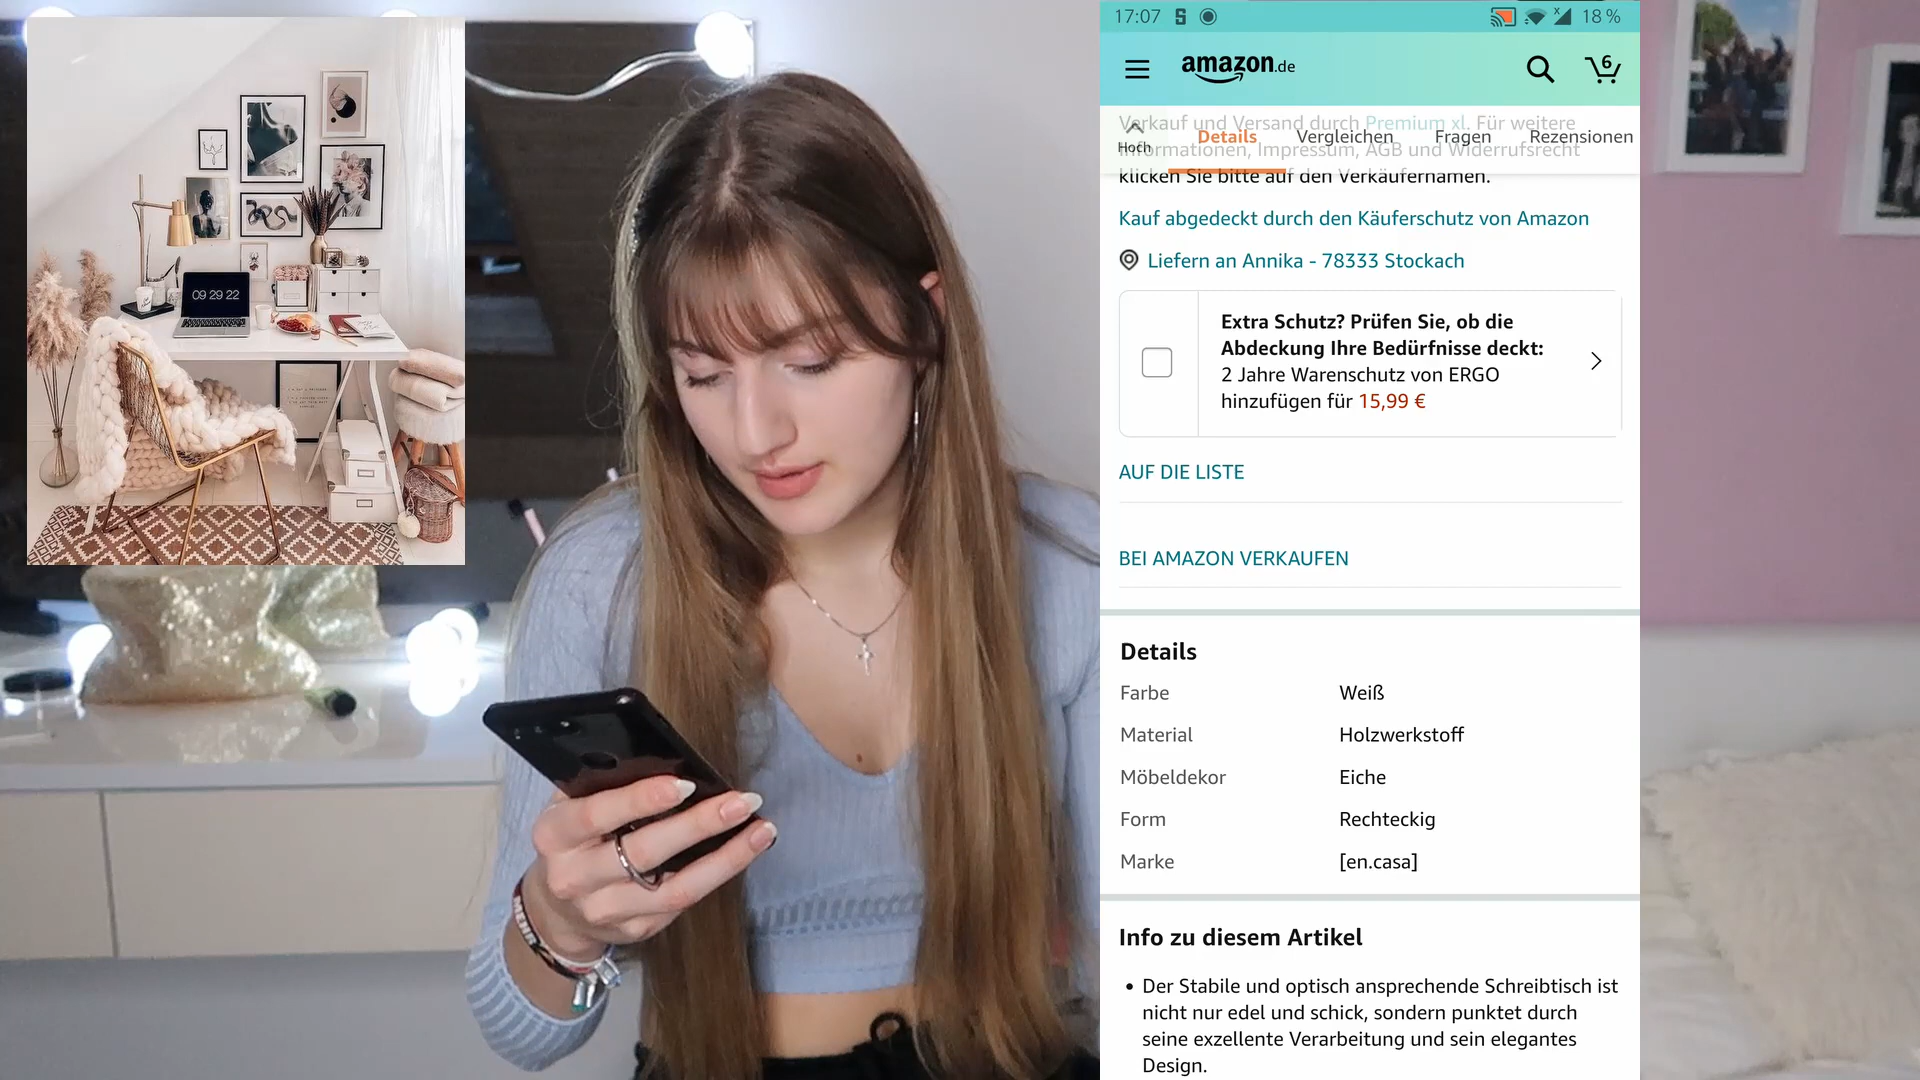 09 29 22
17:07
18 %
amazon.de
6
Verkauf und Versand durch Premium xl. Für weitere
Hoch
Details
Vergleichen
Fragen
Rezensionen
Informationen, Impressum, AGB und Widerrufsrecht
klicken Sie bitte auf den Verkäufernamen.
Kauf abgedeckt durch den Käuferschutz von Amazon
Liefern an Annika - 78333 Stockach
Extra Schutz? Prüfen Sie, ob die
Abdeckung Ihre Bedürfnisse deckt:
2 Jahre Warenschutz von ERGO
hinzufügen für 15,99 €
AUF DIE LISTE
BEI AMAZON VERKAUFEN
Details
Farbe Weiß
Material Holzwerkstoff
Möbeldekor Eiche
Form Rechteckig
Marke [en.casa]
Info zu diesem Artikel
• Der Stabile und optisch ansprechende Schreibtisch ist
nicht nur edel und schick, sondern punktet durch
seine exzellente Verarbeitung und sein elegantes
Design.